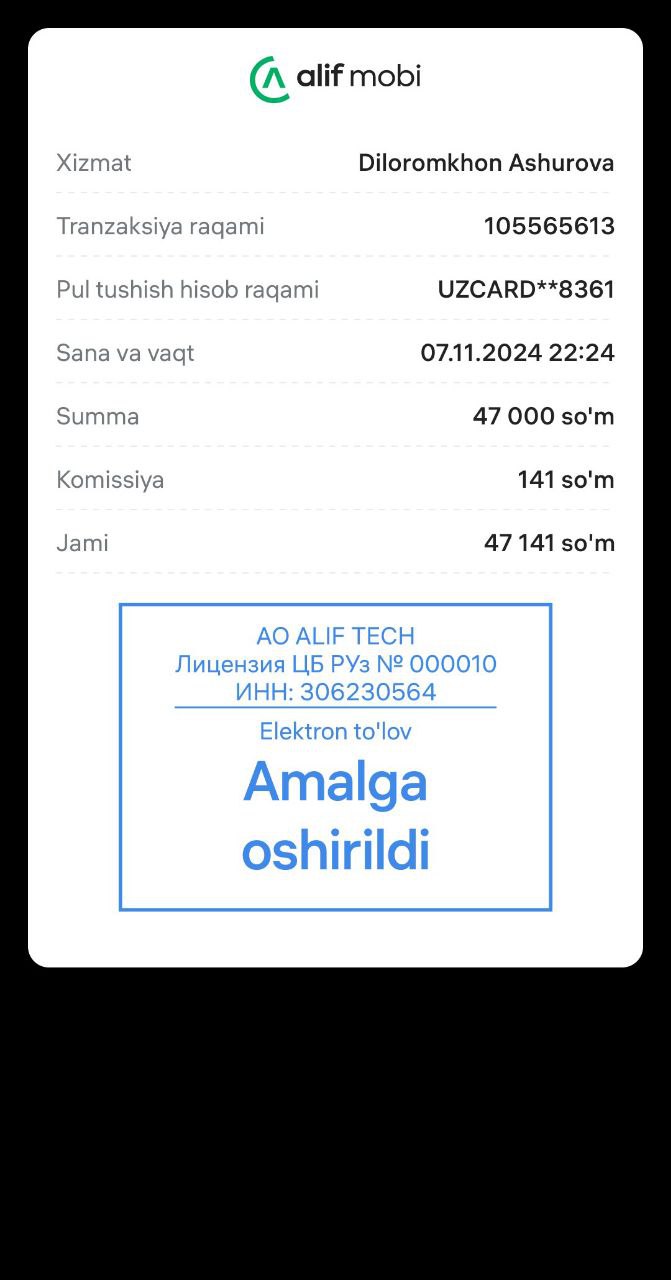 alif mobi
Xizmat Diloromkhon Ashurova
Tranzaksiya raqami 105565613
Pul tushish hisob raqami UZCARD**8361
Sana va vaqt 07.11.2024 22:24
Summa 47 000 so'm
Komissiya 141 so'm
Jami 47 141 so'm
АО ALIF TECH
Лицензия ЦБ РУз № 000010
ИНН: 306230564
Elektron to'lov
Amalga
oshirildi